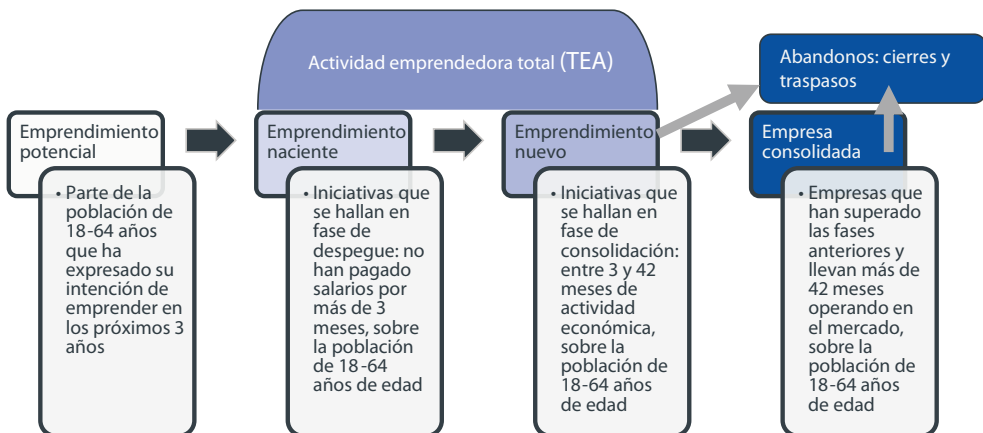 Actividad emprendedora total (TEA)
Abandonos: cierres y
traspasos
Emprendimiento
potencial
• Parte de la
población de
18-64 años
que ha
expresado su
intención de
emprender en
los próximos 3
años
Emprendimiento
naciente
• Iniciativas que
se hallan en
fase de
despegue: no
han pagado
salarios por
más de 3
meses, sobre
la población
de 18-64
años de edad
Emprendimiento
nuevo
• Iniciativas que
se hallan en
fase de
consolidación:
entre 3 y 42
meses de
actividad
económica,
sobre la
población de
18-64 años
de edad
Empresa
consolidada
• Empresas que
han superado
las fases
anteriores y
llevan más de
42 meses
operando en
el mercado,
sobre la
población de
18-64 años de
edad